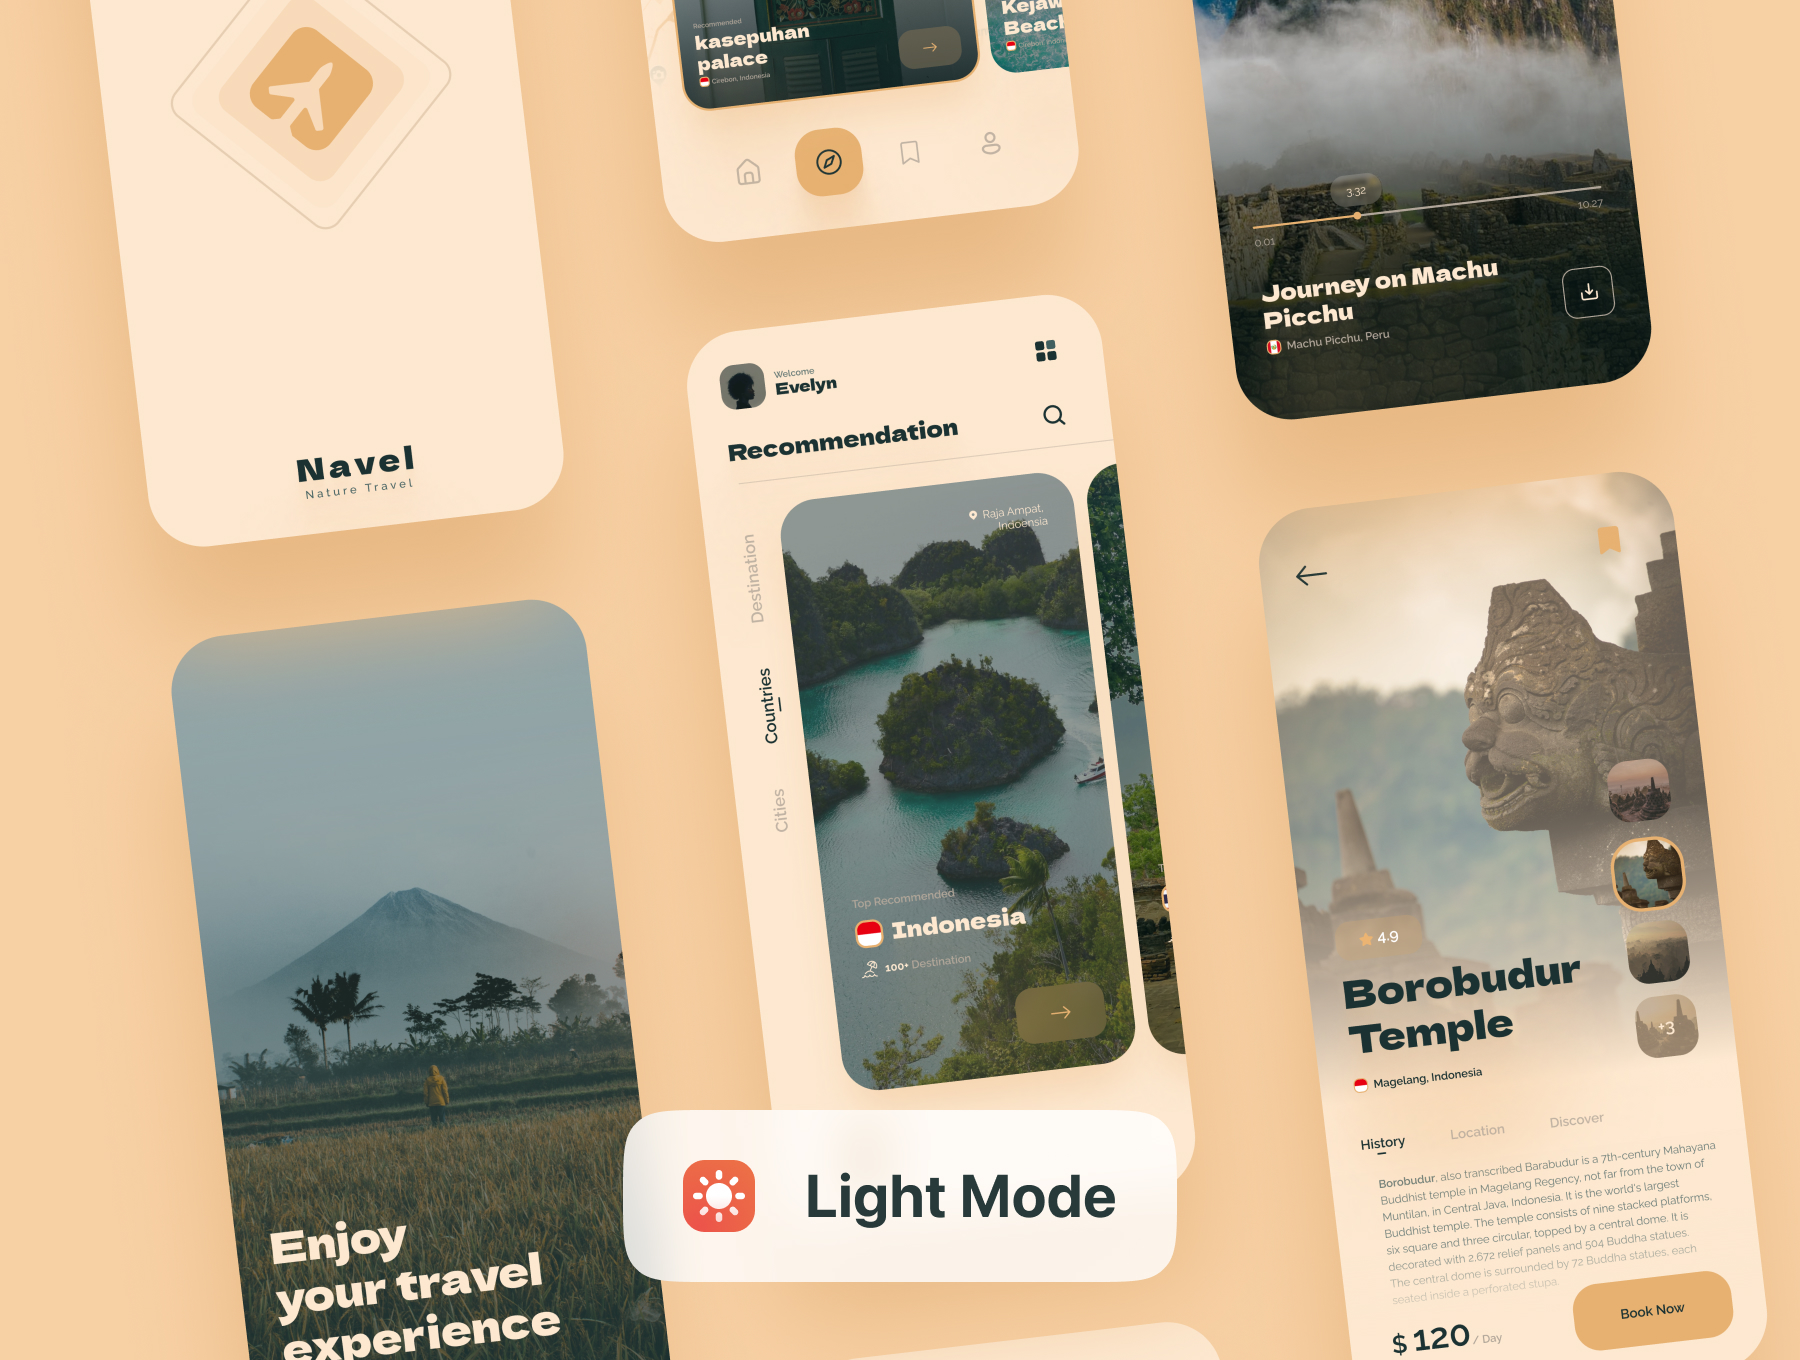 Navel
Nature Travel
Enjoy
your travel
experience
Recommended
kasepuhan
palace
Cirebon, Indonesia
Kejaw
Beach
Welcome
Evelyn
Recommendation
Destination
Countries
Cities
Raja Ampat,
Indoensia
Top Recommended
Indonesia
100+ Destination
Light Mode
3.32
0.01
10.27
Journey on Machu
Picchu
Machu Picchu, Peru
4.9
Borobudur
Temple
+3
Magelang, Indonesia
History
Location
Discover
Borobudur, also transcribed Barabudur is a 7th-century Mahayana
Buddhist temple in Magelang Regency, not far from the town of
Muntilan, in Central Java, Indonesia. It is the world's largest
Buddhist temple. The temple consists of nine stacked platforms,
six square and three circular, topped by a central dome. It is
decorated with 2,672 relief panels and 504 Buddha statues.
The central dome is surrounded by 72 Buddha statues, each
seated inside a perforated stupa.
$ 120 / Day
Book Now